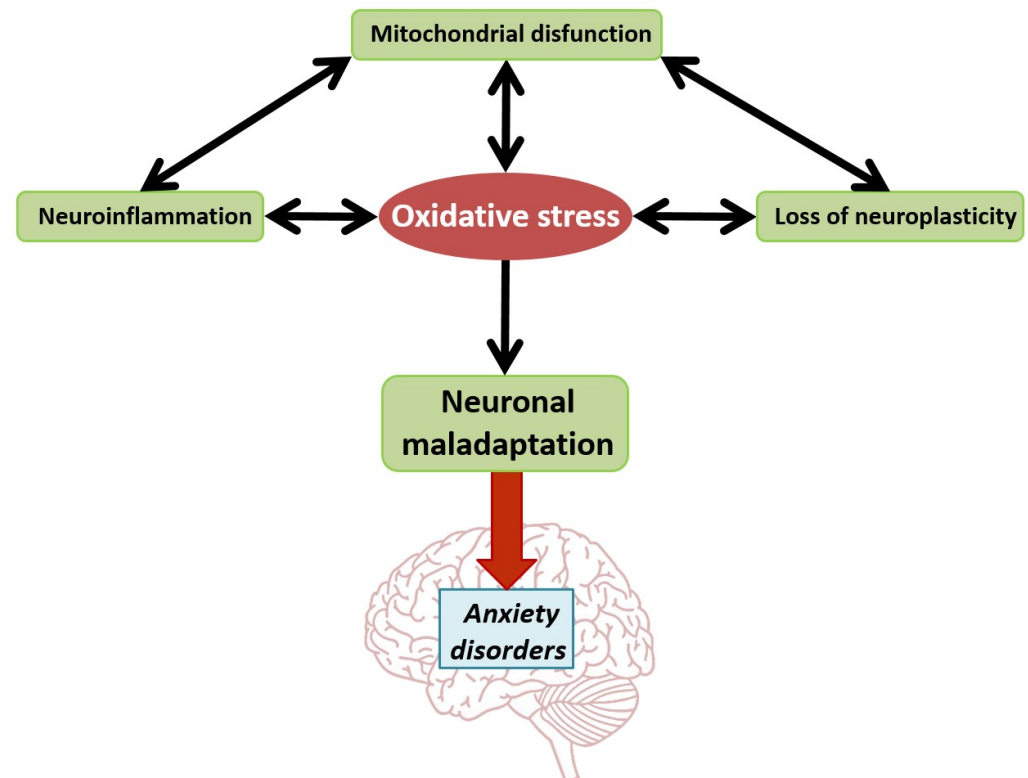 Mitochondrial disfunction
Neuroinflammation
Oxidative stress
Loss of neuroplasticity
Neuronal
maladaptation
Anxiety
disorders